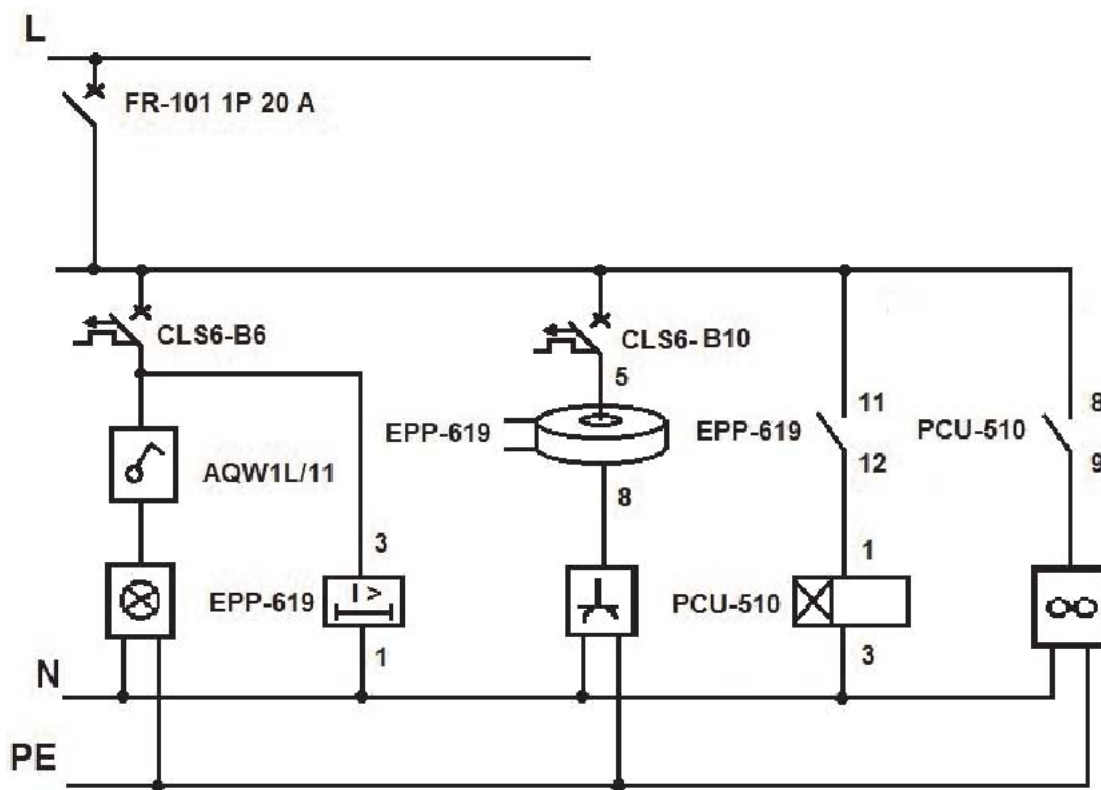 L
FR-101 1P 20 A
CLS6-B6
CLS6-B10
5
EPP-619
EPP-619
11
12
PCU-510
8
9
AQW1L/11
8
3
EPP-619
I >
1
1
PCU-510
3
N
PE